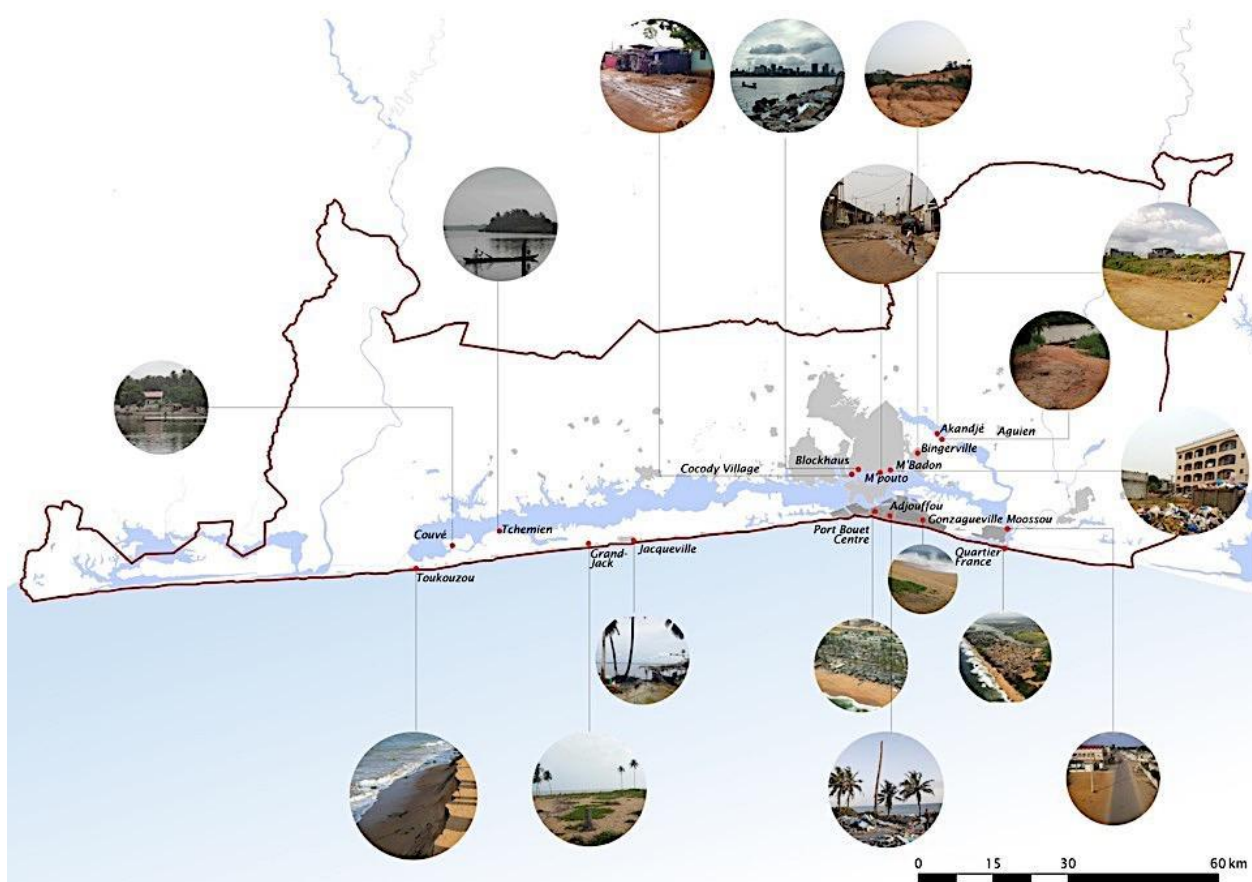 Akandjé
Aguien
Bingerville
Blockhaus
M'Badon
Cocody Village
M'pouto
Adjouffou
Tchemien
Gonzagueville
Moossou
Couvé
Port Bouet
Centre
Grand-
Jack
Jacqueville
Quartier
France
Toukouzou
0 15 30 60 km